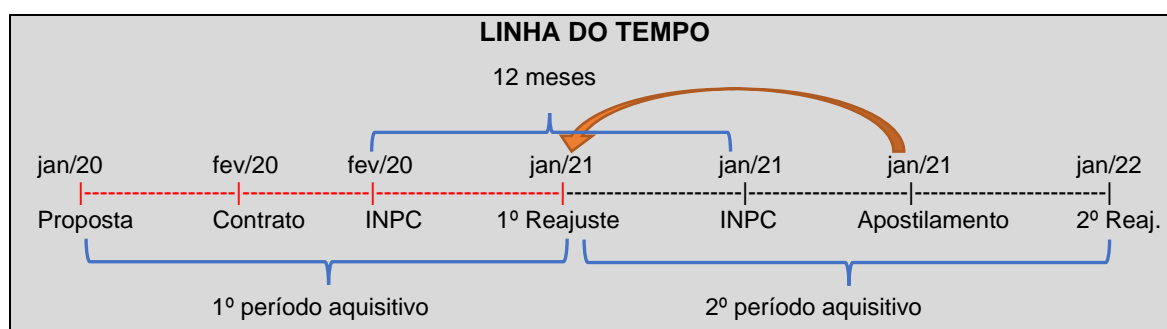 LINHA DO TEMPO
12 meses
jan/20 fev/20 fev/20 jan/21 jan/21 jan/21 jan/22
Proposta Contrato INPC 1º Reajuste INPC Apostilamento 2º Reaj.
1º período aquisitivo 2º período aquisitivo